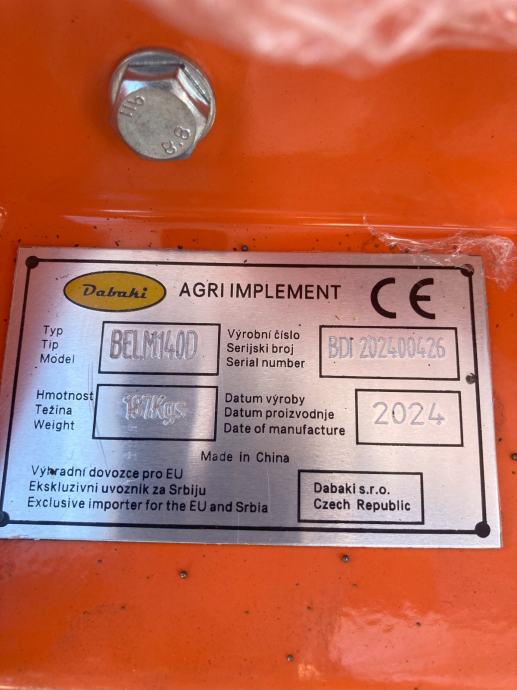 8.8
Dabaki
AGRI IMPLEMENT
CE
Typ
Tip
Model
BELM140D
Výrobní číslo
Serijski broj
Serial number
BDI 202400426
Hmotnost
Težina
Weight
197Kgs
Datum výroby
Datum proizvodnje
Date of manufacture
2024
Made in China
Výhradní dovozce pro EU
Ekskluzivni uvoznik za Srbiju
Exclusive importer for the EU and Srbia
Dabaki s.r.o.
Czech Republic